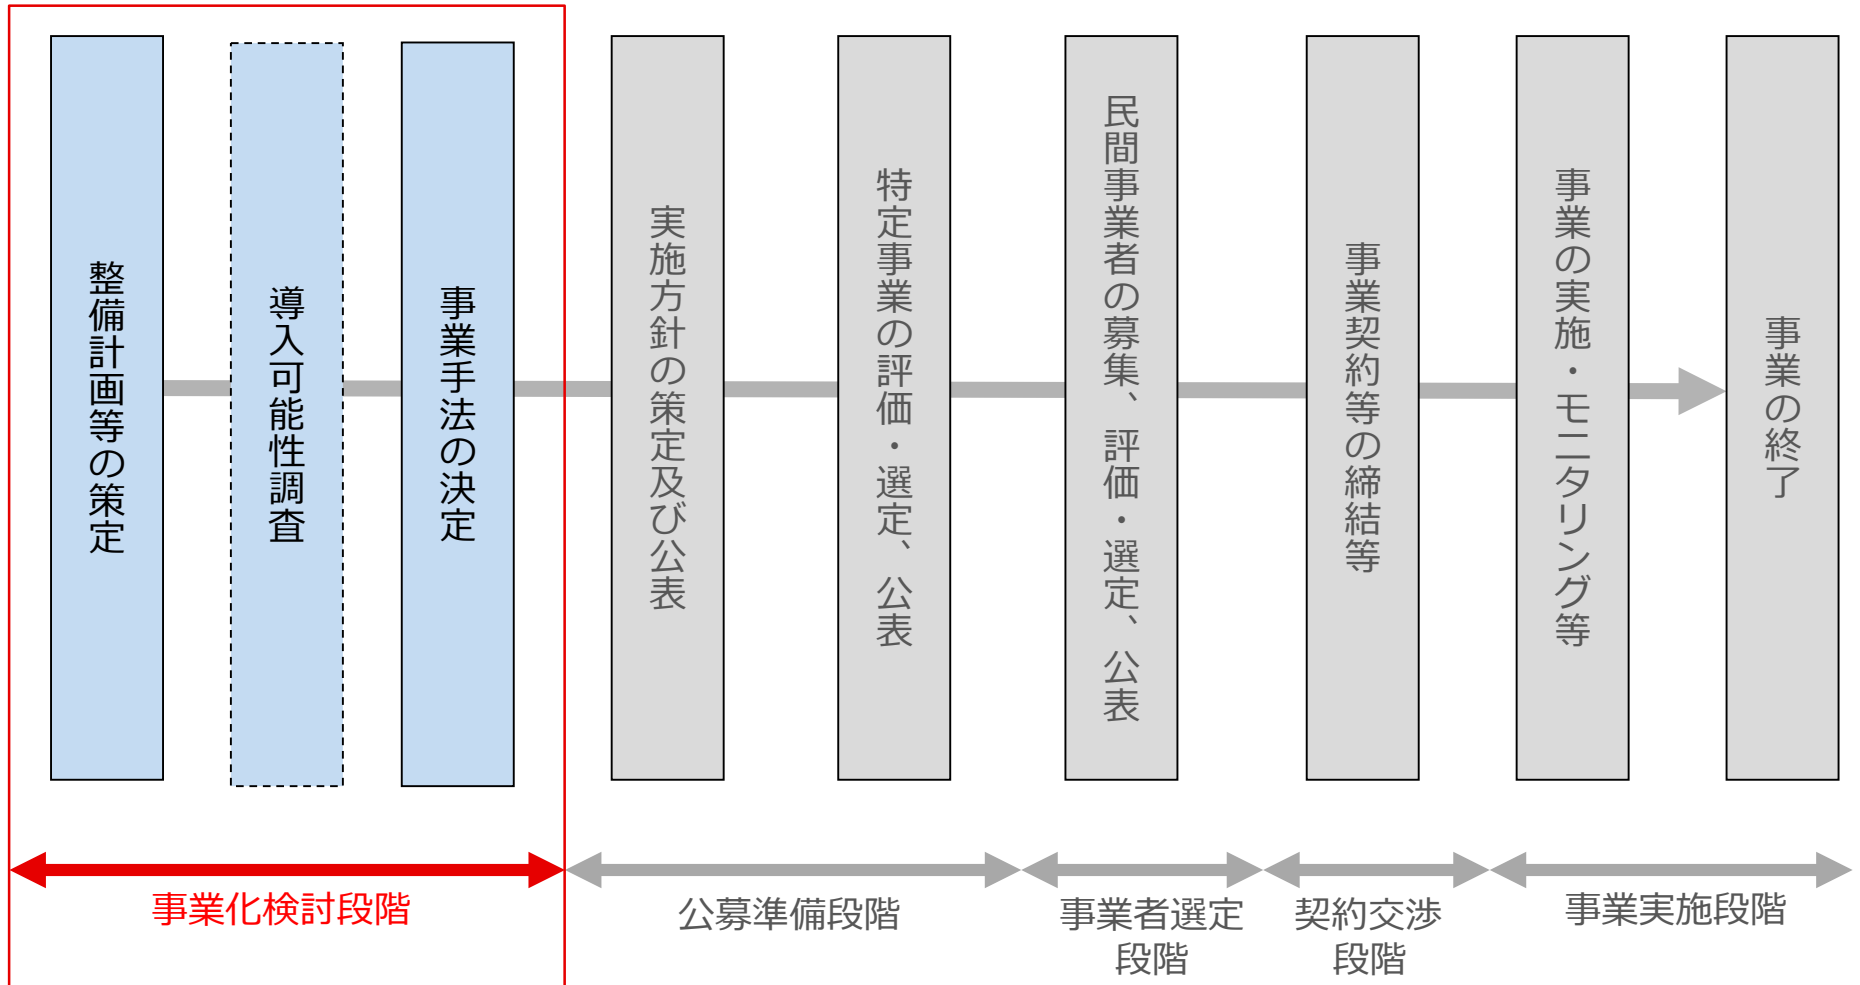 整備計画等の策定
導入可能性調査
事業手法の決定
実施方針の策定及び公表
特定事業の評価・選定、公表
民間事業者の募集、評価・選定、公表
事業契約等の締結等
事業の実施・モニタリング等
事業の終了
事業化検討段階
公募準備段階
事業者選定
段階
契約交渉
段階
事業実施段階